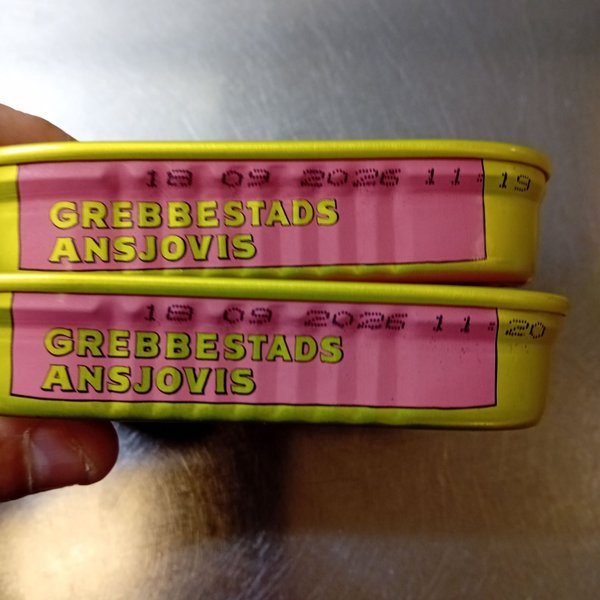 18 09 2026 11:19
GREBBESTADS
ANSJOVIS
18 09 2026 11:20
GREBBESTADS
ANSJOVIS